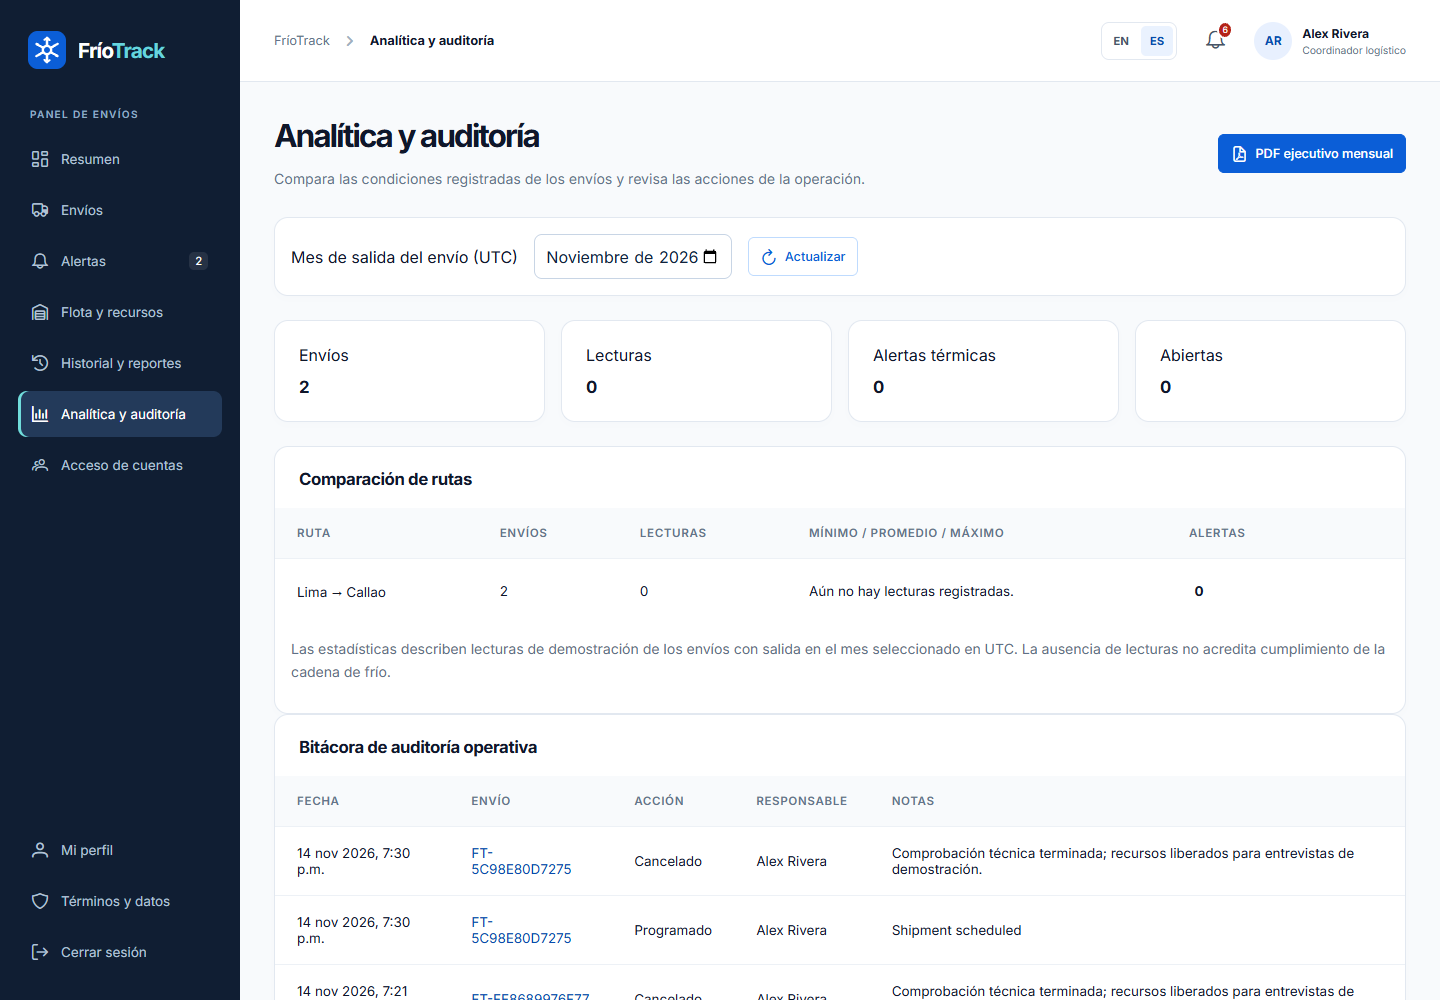 FríoTrack
PANEL DE ENVÍOS
Resumen
Envíos
Alertas 2
Flota y recursos
Historial y reportes
Analítica y auditoría
Acceso de cuentas
Mi perfil
Términos y datos
Cerrar sesión
FríoTrack > Analítica y auditoría
EN ES
6
AR
Alex Rivera
Coordinador logístico
Analítica y auditoría
Compara las condiciones registradas de los envíos y revisa las acciones de la operación.
PDF ejecutivo mensual
Mes de salida del envío (UTC) Noviembre de 2026 Actualizar
Envíos
2
Lecturas
0
Alertas térmicas
0
Abiertas
0
Comparación de rutas
RUTA ENVÍOS LECTURAS MÍNIMO / PROMEDIO / MÁXIMO ALERTAS
Lima → Callao 2 0 Aún no hay lecturas registradas. 0
Las estadísticas describen lecturas de demostración de los envíos con salida en el mes seleccionado en UTC. La ausencia de lecturas no acredita cumplimiento de la
cadena de frío.
Bitácora de auditoría operativa
FECHA ENVÍO ACCIÓN RESPONSABLE NOTAS
14 nov 2026, 7:30
p.m.
FT-
5C98E80D7275
Cancelado
Alex Rivera
Comprobación técnica terminada; recursos liberados para entrevistas de
demostración.
14 nov 2026, 7:30
p.m.
FT-
5C98E80D7275
Programado
Alex Rivera
Shipment scheduled
14 nov 2026, 7:21
Cancelado
Alex Rivera
Comprobación técnica terminada; recursos liberados para entrevistas de